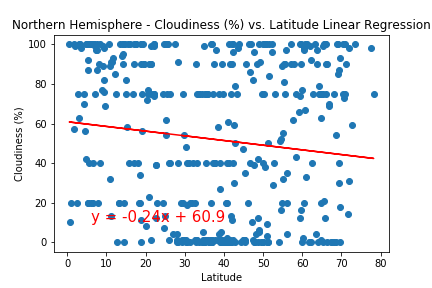 Northern Hemisphere - Cloudiness (%) vs. Latitude Linear Regression
Cloudiness (%)
100
80
60
40
20
0
y = -0.24x + 60.9
0 10 20 30 40 50 60 70 80
Latitude